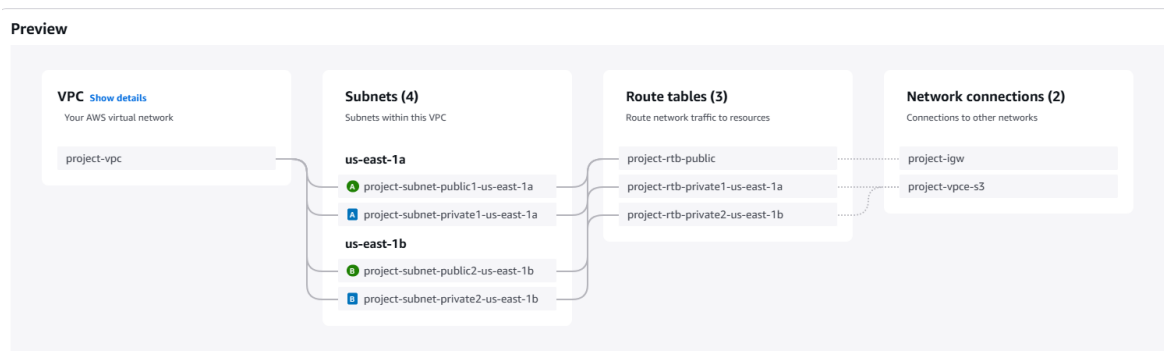 Preview
VPC Show details
Your AWS virtual network
project-vpc
Subnets (4)
Subnets within this VPC
us-east-1a
A project-subnet-public1-us-east-1a
A project-subnet-private1-us-east-1a
us-east-1b
B project-subnet-public2-us-east-1b
B project-subnet-private2-us-east-1b
Route tables (3)
Route network traffic to resources
project-rtb-public
project-rtb-private1-us-east-1a
project-rtb-private2-us-east-1b
Network connections (2)
Connections to other networks
project-igw
project-vpce-s3